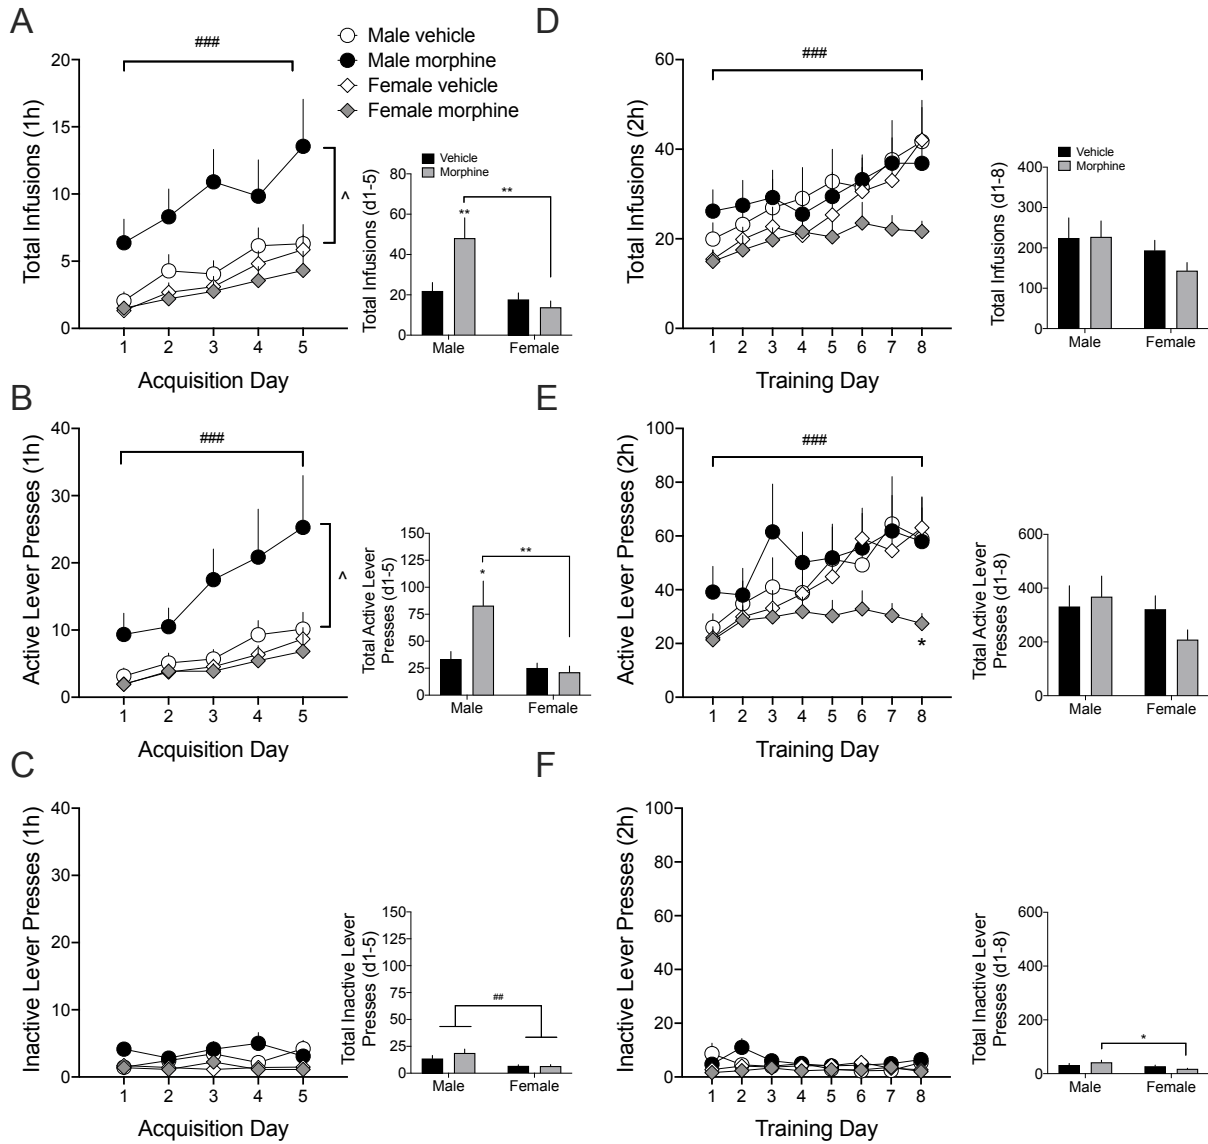 A
###
Male vehicle
Male morphine
Female vehicle
Female morphine
20
15
10
5
0
Total Infusions (1h)
^
1 2 3 4 5
Acquisition Day
Vehicle
Morphine
80
60
40
20
0
Total Infusions (d1-5)
**
**
Male Female
D
###
60
40
20
0
Total Infusions (2h)
1 2 3 4 5 6 7 8
Training Day
Vehicle
Morphine
400
300
200
100
0
Total Infusions (d1-8)
Male Female
B
###
40
30
20
10
0
Active Lever Presses (1h)
^
1 2 3 4 5
Acquisition Day
150
125
100
75
50
25
0
Total Active Lever
Presses (d1-5)
**
*
Male Female
E
###
100
80
60
40
20
0
Active Lever Presses (2h)
*
1 2 3 4 5 6 7 8
Training Day
600
400
200
0
Total Active Lever
Presses (d1-8)
Male Female
C
40
30
20
10
0
Inactive Lever Presses (1h)
1 2 3 4 5
Acquisition Day
150
125
100
75
50
25
0
Total Inactive Lever
Presses (d1-5)
##
Male Female
F
100
80
60
40
20
0
Inactive Lever Presses (2h)
1 2 3 4 5 6 7 8
Training Day
600
400
200
0
Total Inactive Lever
Presses (d1-8)
*
Male Female